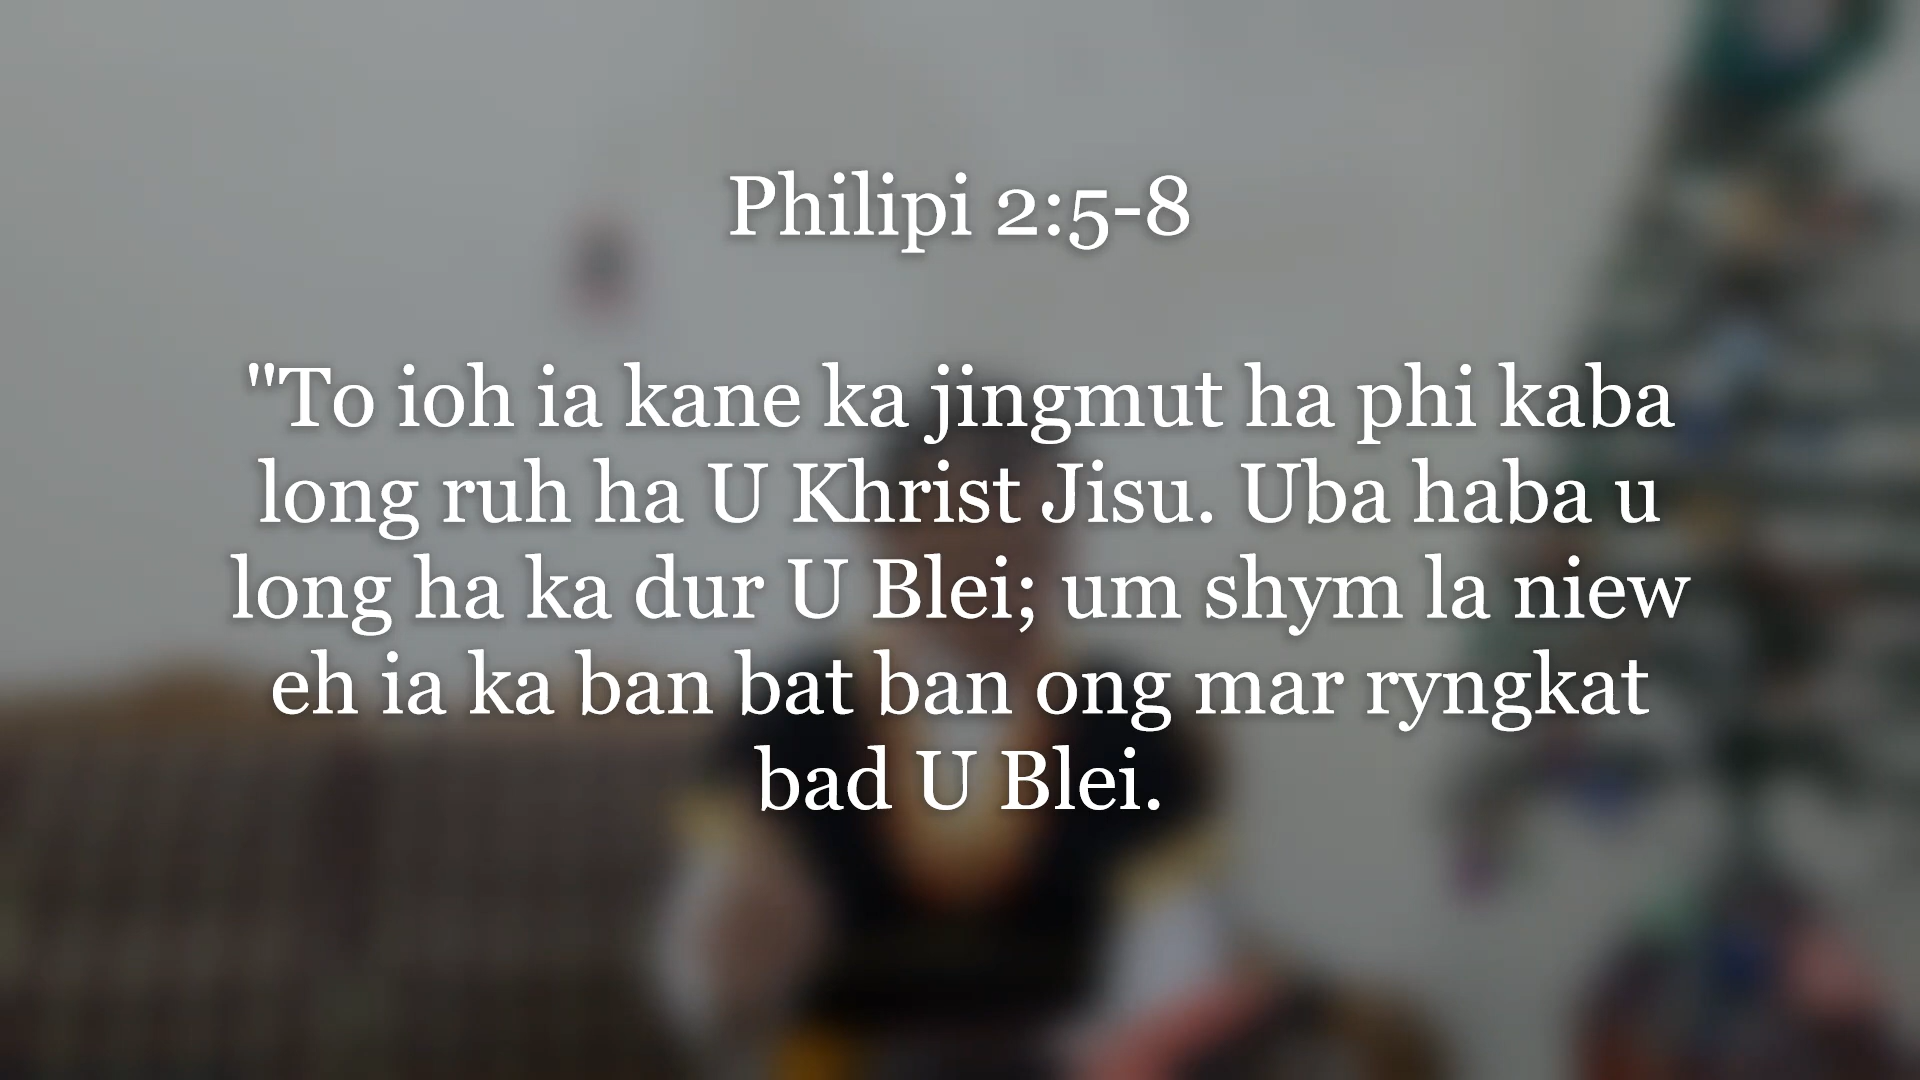 Philipi 2:5-8
"To ioh ia kane ka jingmut ha phi kaba
long ruh ha U Khrist Jisu. Uba haba u
long ha ka dur U Blei; um shym la niew
eh ia ka ban bat ban ong mar ryngkat
bad U Blei.